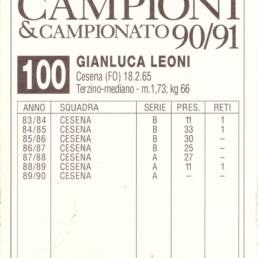 CAMPIONI
& CAMPIONATO 90/91
100 GIANLUCA LEONI
Cesena (FO) 18.2.65
Terzino-mediano - m.1,73; kg 66
ANNO SQUADRA SERIE PRES. RETI
83/84 CESENA B 11 1
84/85 CESENA B 33 1
85/86 CESENA B 30 –
86/87 CESENA B 25 –
87/88 CESENA A 27 –
88/89 CESENA A 11 1
89/90 CESENA A – –